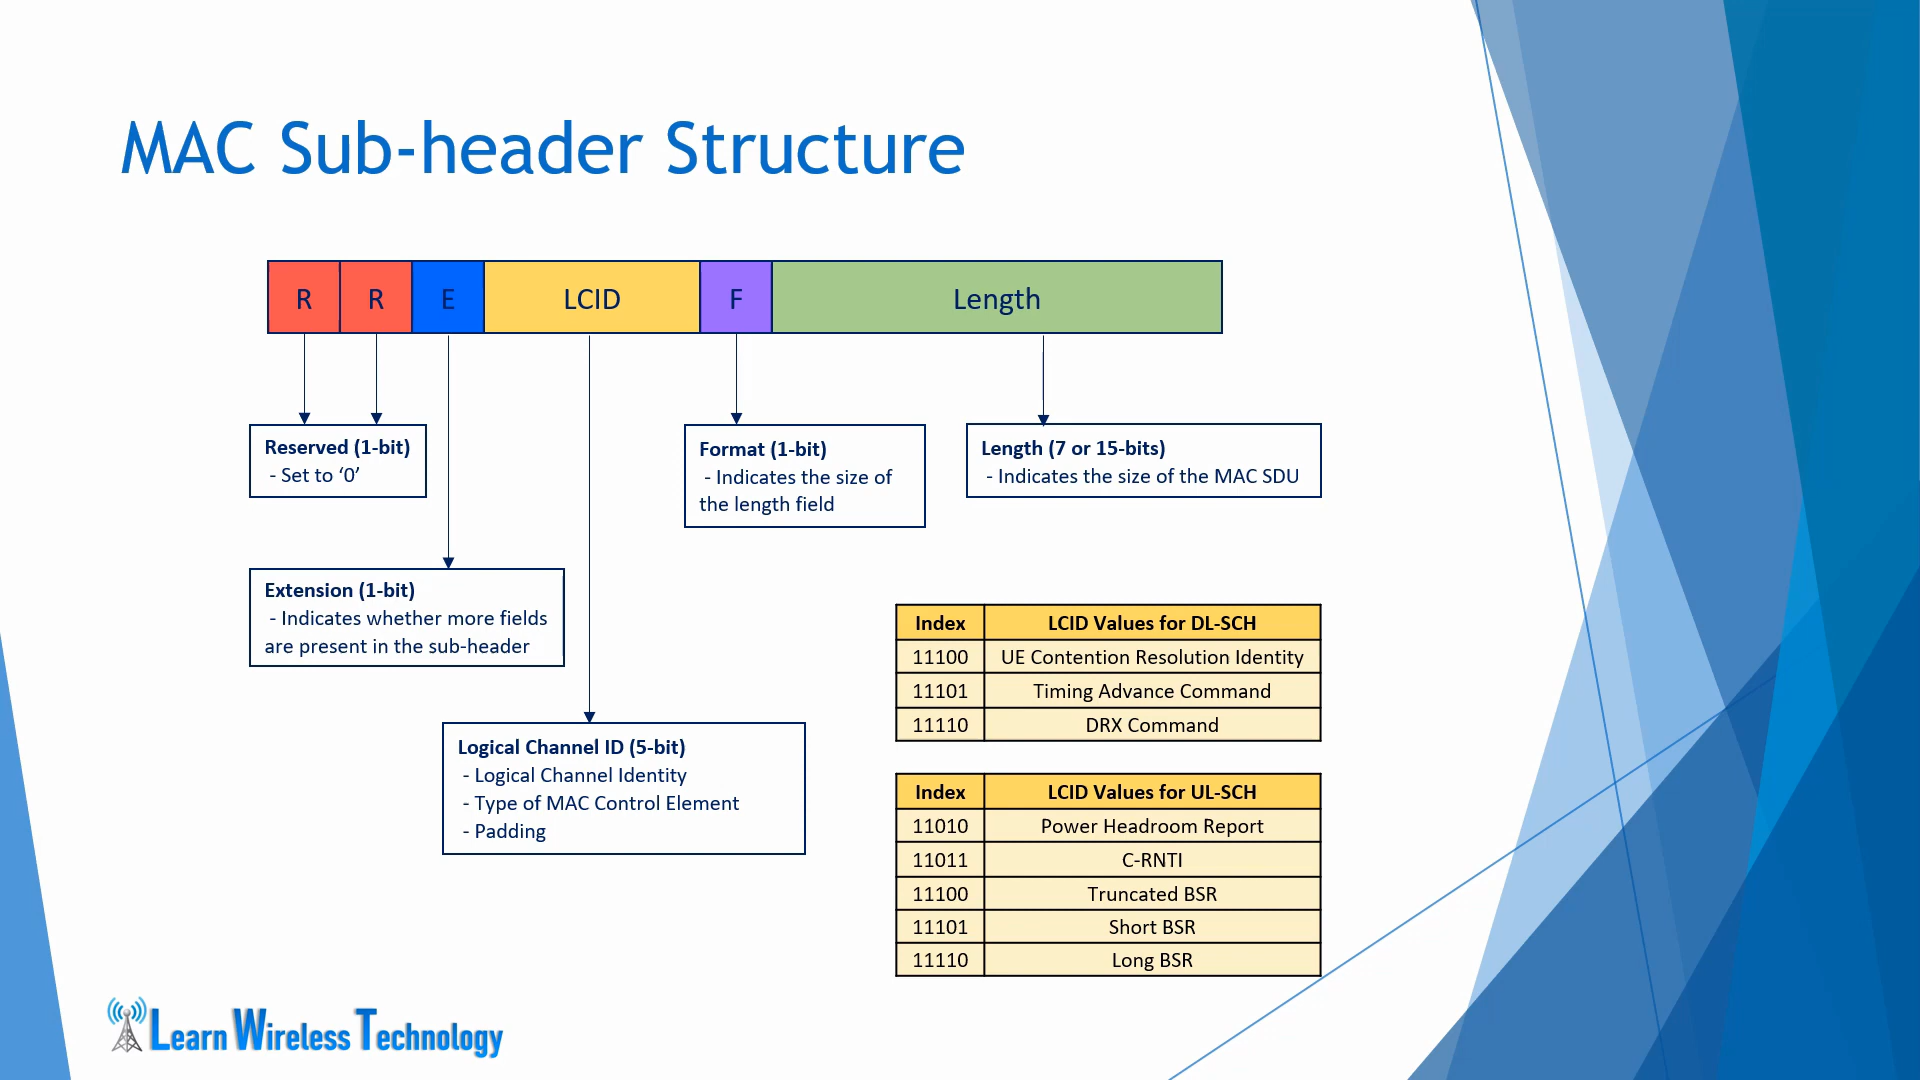 MAC Sub-header Structure
R R E LCID F Length
Reserved (1-bit)
- Set to ‘0’
Format (1-bit)
- Indicates the size of
the length field
Length (7 or 15-bits)
- Indicates the size of the MAC SDU
Extension (1-bit)
- Indicates whether more fields
are present in the sub-header
Logical Channel ID (5-bit)
- Logical Channel Identity
- Type of MAC Control Element
- Padding
Index LCID Values for DL-SCH
11100 UE Contention Resolution Identity
11101 Timing Advance Command
11110 DRX Command
Index LCID Values for UL-SCH
11010 Power Headroom Report
11011 C-RNTI
11100 Truncated BSR
11101 Short BSR
11110 Long BSR
Learn Wireless Technology